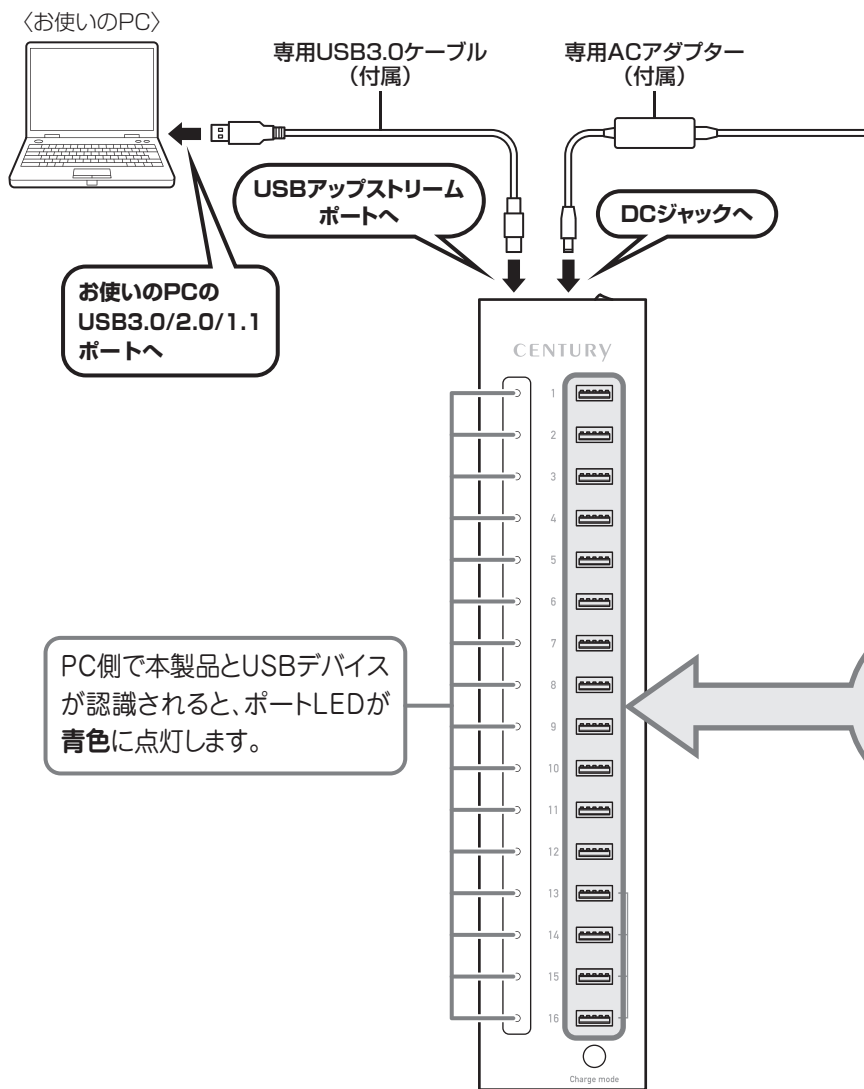 〈お使いのPC〉
専用USB3.0ケーブル
（付属）
専用ACアダプター
（付属）
USBアップストリーム
ポートへ
DCジャックへ
お使いのPCの
USB3.0/2.0/1.1
ポートへ
CENTURY
1
2
3
4
5
6
7
8
9
10
11
12
13
14
15
16
PC側で本製品とUSBデバイス
が認識されると、ポートLEDが
青色に点灯します。
Charge mode